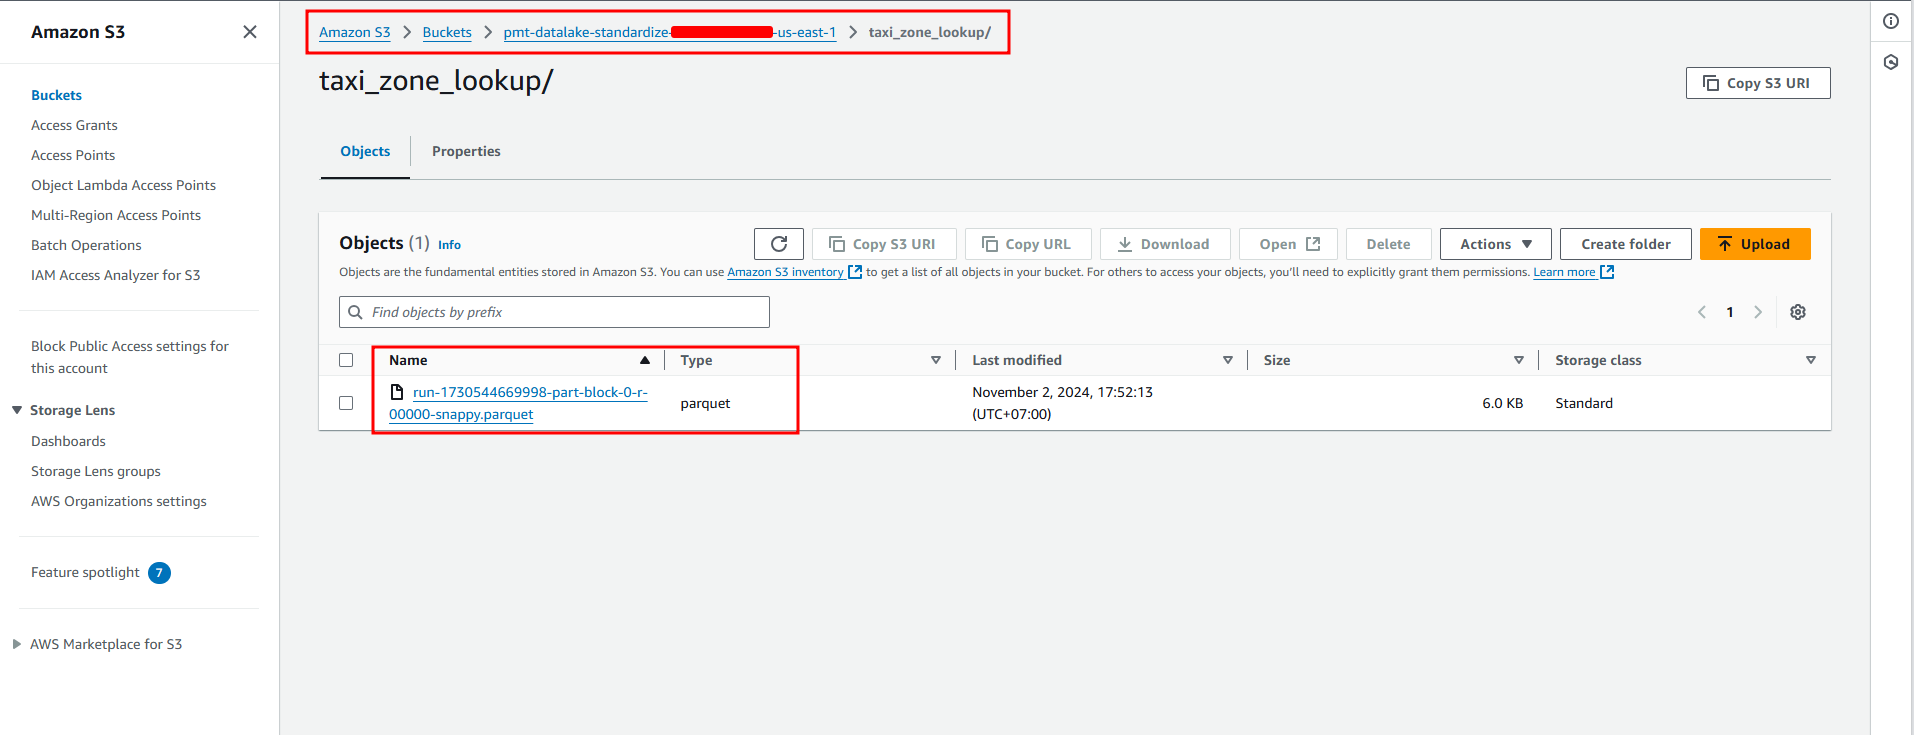 Amazon S3
Buckets
Access Grants
Access Points
Object Lambda Access Points
Multi-Region Access Points
Batch Operations
IAM Access Analyzer for S3
Block Public Access settings for
this account
Storage Lens
Dashboards
Storage Lens groups
AWS Organizations settings
Feature spotlight 7
AWS Marketplace for S3
Amazon S3 > Buckets > pmt-datalake-standardize- -us-east-1 > taxi_zone_lookup/
taxi_zone_lookup/
Copy S3 URI
Objects Properties
Objects (1) Info
Copy S3 URI Copy URL Download Open Delete Actions Create folder Upload
Objects are the fundamental entities stored in Amazon S3. You can use Amazon S3 inventory to get a list of all objects in your bucket. For others to access your objects, you'll need to explicitly grant them permissions. Learn more
Find objects by prefix
1
Name Type Last modified Size Storage class
run-1730544669998-part-block-0-r-
00000-snappy.parquet
parquet
November 2, 2024, 17:52:13
(UTC+07:00)
6.0 KB
Standard